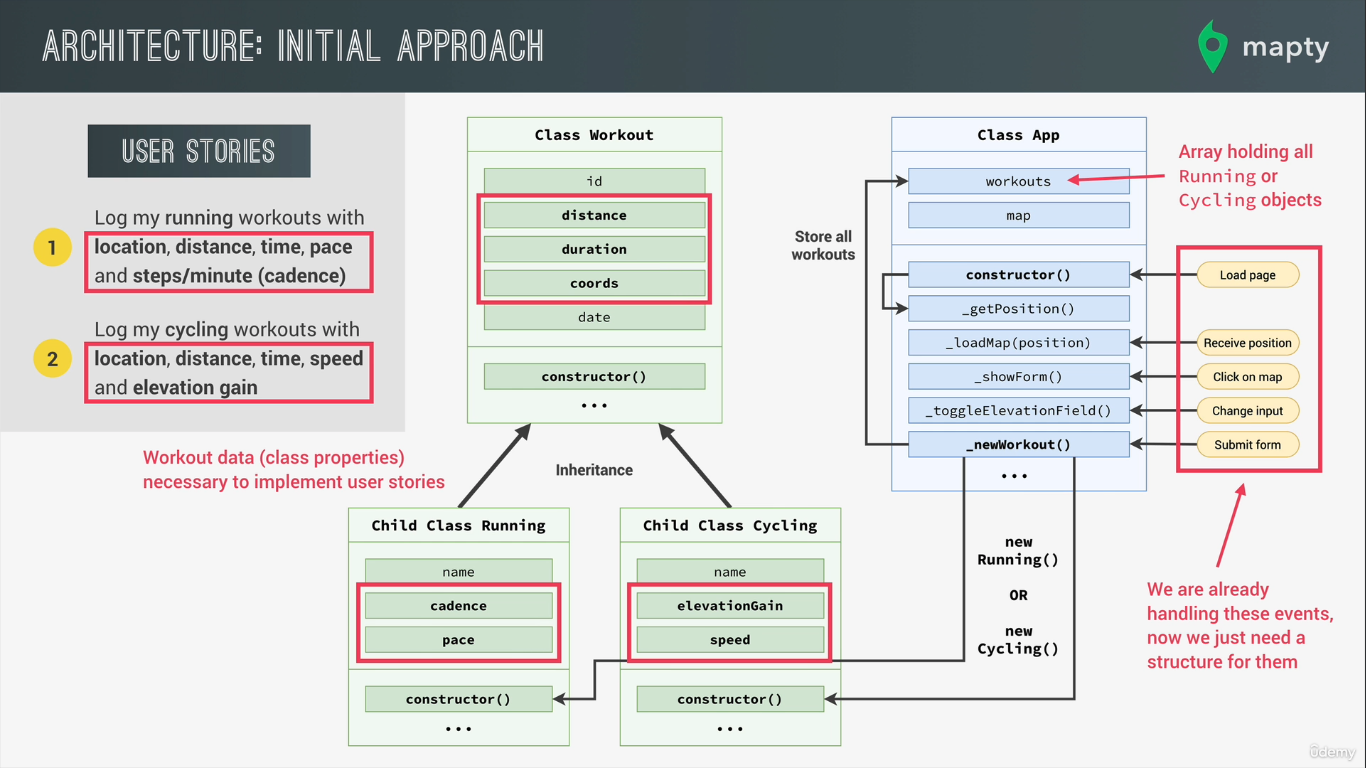 ARCHITECTURE: INITIAL APPROACH
mapty
USER STORIES
1
Log my running workouts with
location, distance, time, pace
and steps/minute (cadence)
2
Log my cycling workouts with
location, distance, time, speed
and elevation gain
Workout data (class properties)
necessary to implement user stories
Class Workout
id
distance
duration
coords
date
constructor()
...
Inheritance
Child Class Running
name
cadence
pace
constructor()
...
Child Class Cycling
name
elevationGain
speed
constructor()
...
Store all
workouts
Class App
workouts
map
constructor()
_getPosition()
_loadMap(position)
_showForm()
_toggleElevationField()
_newWorkout()
...
new
Running()
OR
new
Cycling()
Array holding all
Running or
Cycling objects
Load page
Receive position
Click on map
Change input
Submit form
We are already
handling these events,
now we just need a
structure for them
ûdemy